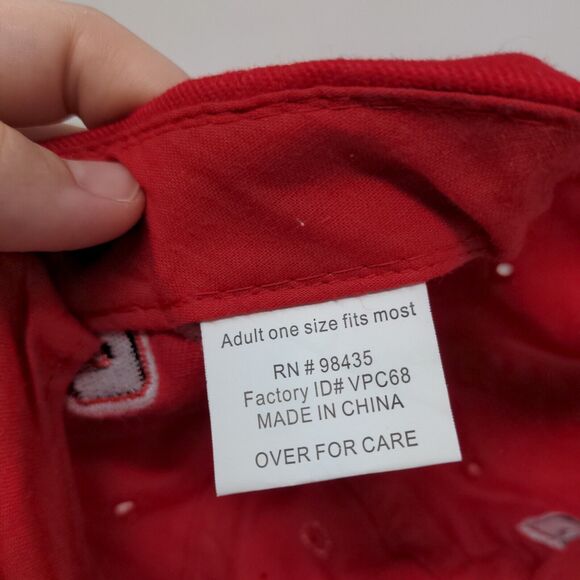 Adult one size fits most
RN # 98435
Factory ID# VPC68
MADE IN CHINA
OVER FOR CARE